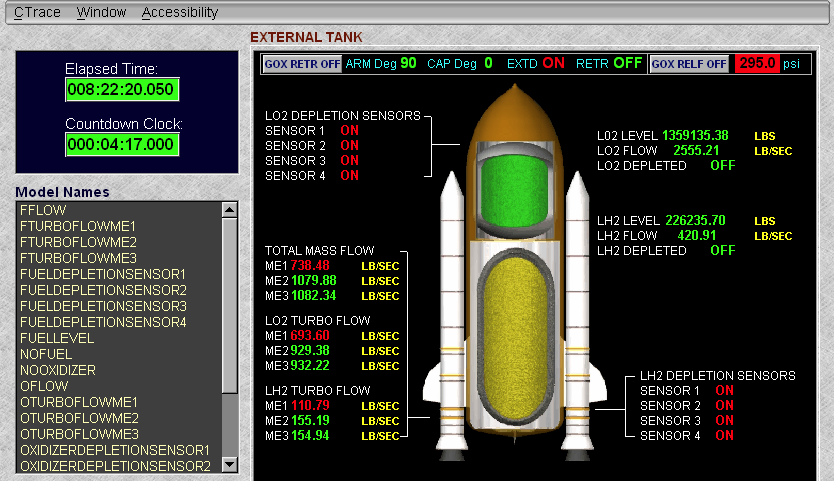 CTrace Window Accessibility
EXTERNAL TANK
GOX RETR OFF ARM Deg 90 CAP Deg 0 EXTD ON RETR OFF GOX RELF OFF 295.0 psi
Elapsed Time:
008:22:20.050
Countdown Clock:
000:04:17.000
Model Names
FFLOW
FTURBOFLOWME1
FTURBOFLOWME2
FTURBOFLOWME3
FUELDEPLETIONSENSOR1
FUELDEPLETIONSENSOR2
FUELDEPLETIONSENSOR3
FUELDEPLETIONSENSOR4
FUELLEVEL
NOFUEL
NOOXIDIZER
OFLOW
OTURBOFLOWME1
OTURBOFLOWME2
OTURBOFLOWME3
OXIDIZERDEPLETIONSENSOR1
OXIDIZERDEPLETIONSENSOR2
LO2 DEPLETION SENSORS
SENSOR 1 ON
SENSOR 2 ON
SENSOR 3 ON
SENSOR 4 ON
LO2 LEVEL 1359135.38 LBS
LO2 FLOW 2555.21 LB/SEC
LO2 DEPLETED OFF
LH2 LEVEL 226235.70 LBS
LH2 FLOW 420.91 LB/SEC
LH2 DEPLETED OFF
TOTAL MASS FLOW
ME1 738.48 LB/SEC
ME2 1079.88 LB/SEC
ME3 1082.34 LB/SEC
LO2 TURBO FLOW
ME1 693.60 LB/SEC
ME2 929.38 LB/SEC
ME3 932.22 LB/SEC
LH2 TURBO FLOW
ME1 110.79 LB/SEC
ME2 155.19 LB/SEC
ME3 154.94 LB/SEC
LH2 DEPLETION SENSORS
SENSOR 1 ON
SENSOR 2 ON
SENSOR 3 ON
SENSOR 4 ON